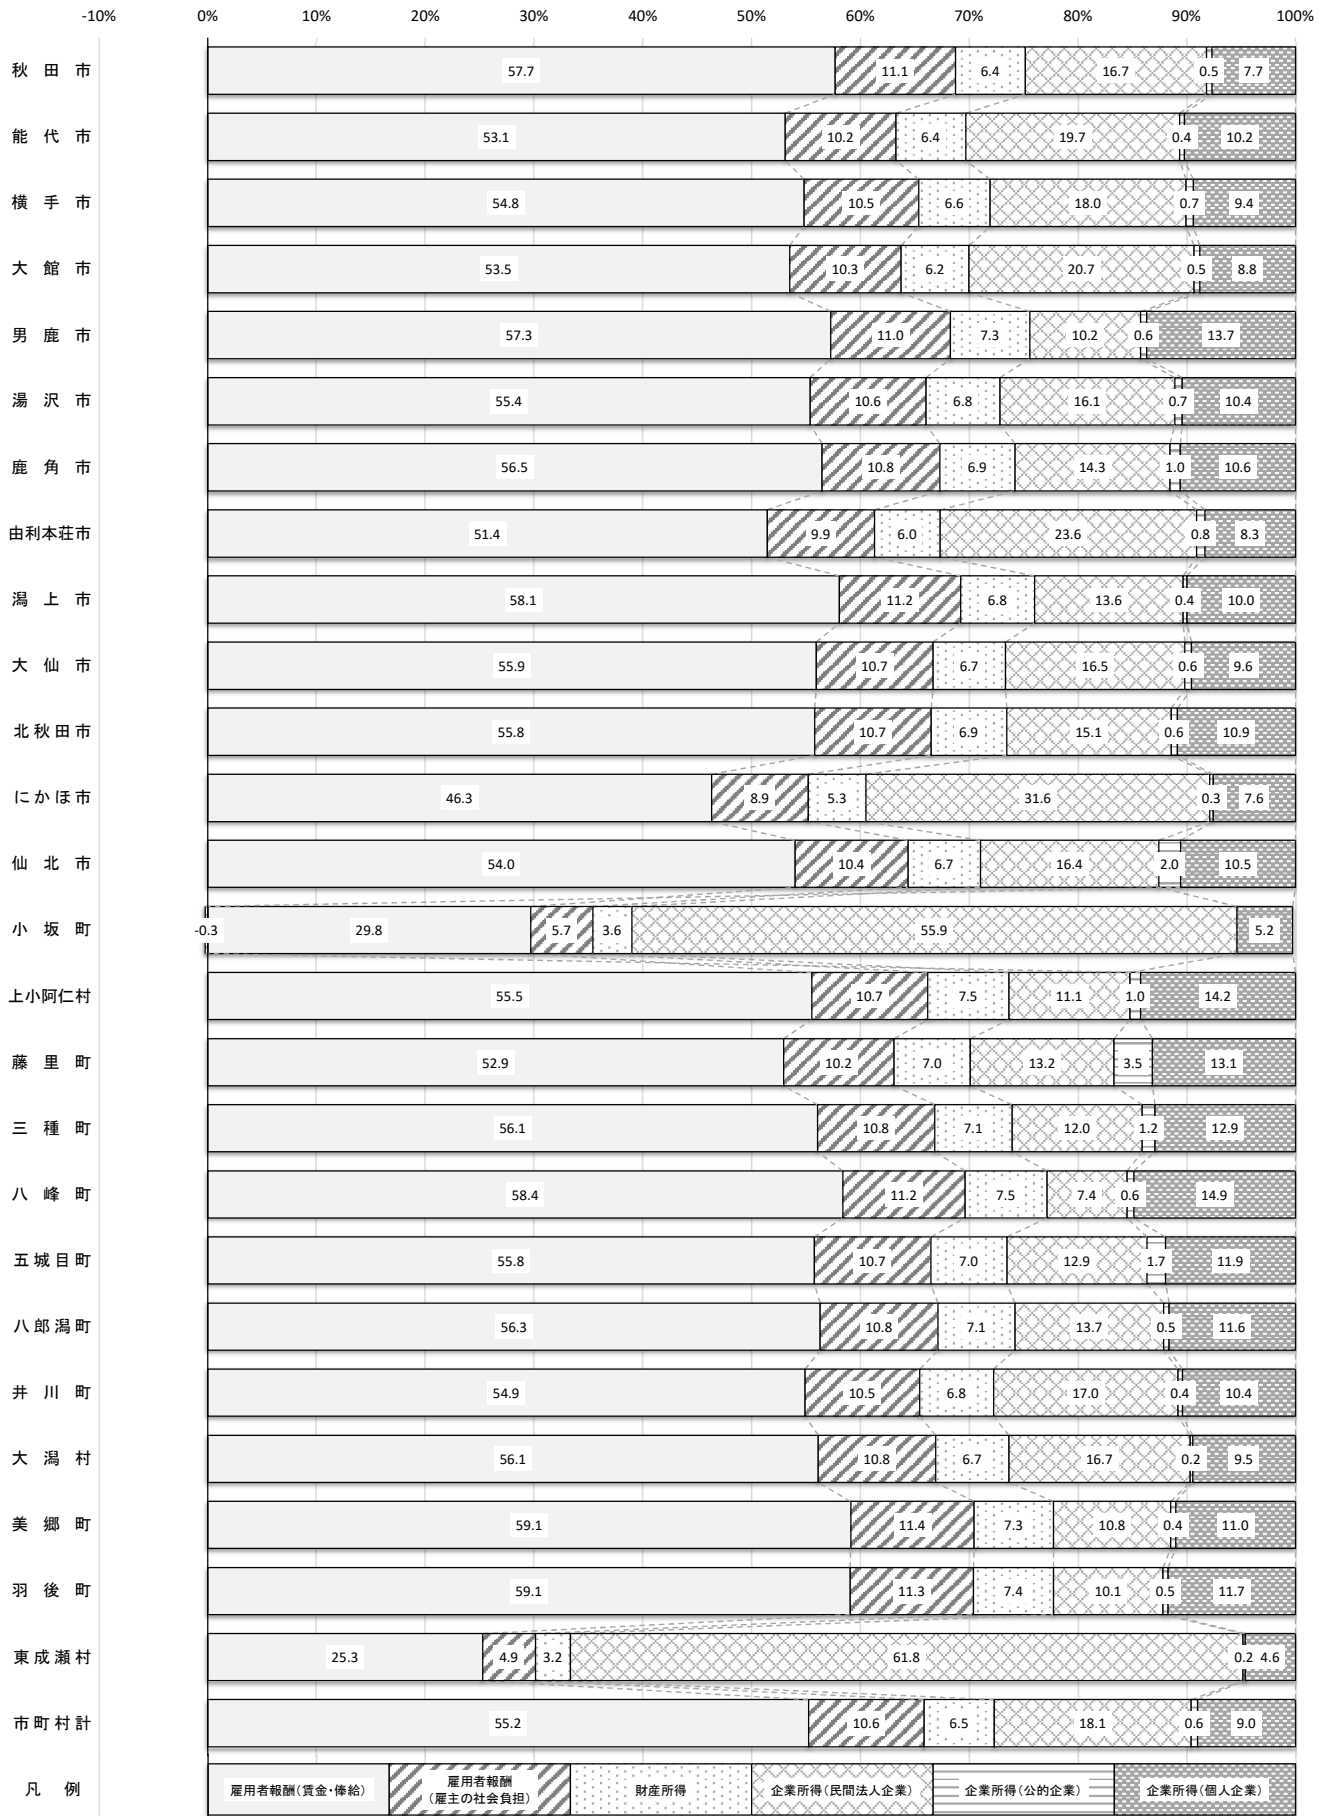 -10% 0% 10% 20% 30% 40% 50% 60% 70% 80% 90% 100%
秋田市 57.7 11.1 6.4 16.7 0.5 7.7
能代市 53.1 10.2 6.4 19.7 0.4 10.2
横手市 54.8 10.5 6.6 18.0 0.7 9.4
大館市 53.5 10.3 6.2 20.7 0.5 8.8
男鹿市 57.3 11.0 7.3 10.2 0.6 13.7
湯沢市 55.4 10.6 6.8 16.1 0.7 10.4
鹿角市 56.5 10.8 6.9 14.3 1.0 10.6
由利本荘市 51.4 9.9 6.0 23.6 0.8 8.3
潟上市 58.1 11.2 6.8 13.6 0.4 10.0
大仙市 55.9 10.7 6.7 16.5 0.6 9.6
北秋田市 55.8 10.7 6.9 15.1 0.6 10.9
にかほ市 46.3 8.9 5.3 31.6 0.3 7.6
仙北市 54.0 10.4 6.7 16.4 2.0 10.5
小坂町 -0.3 29.8 5.7 3.6 55.9 5.2
上小阿仁村 55.5 10.7 7.5 11.1 1.0 14.2
藤里町 52.9 10.2 7.0 13.2 3.5 13.1
三種町 56.1 10.8 7.1 12.0 1.2 12.9
八峰町 58.4 11.2 7.5 7.4 0.6 14.9
五城目町 55.8 10.7 7.0 12.9 1.7 11.9
八郎潟町 56.3 10.8 7.1 13.7 0.5 11.6
井川町 54.9 10.5 6.8 17.0 0.4 10.4
大潟村 56.1 10.8 6.7 16.7 0.2 9.5
美郷町 59.1 11.4 7.3 10.8 0.4 11.0
羽後町 59.1 11.3 7.4 10.1 0.5 11.7
東成瀬村 25.3 4.9 3.2 61.8 0.2 4.6
市町村計 55.2 10.6 6.5 18.1 0.6 9.0
凡例 雇用者報酬(賃金・俸給) 雇用者報酬(雇主の社会負担) 財産所得 企業所得(民間法人企業) 企業所得(公的企業) 企業所得(個人企業)